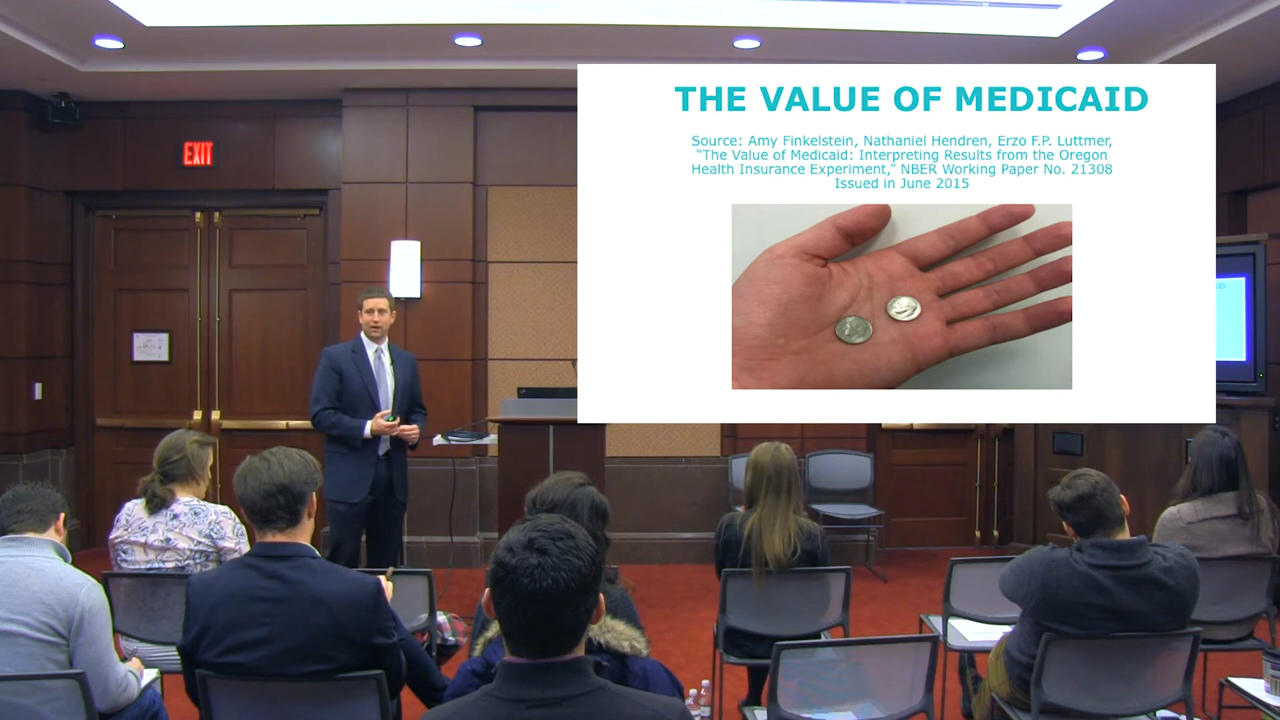 EXIT
THE VALUE OF MEDICAID
Source: Amy Finkelstein, Nathaniel Hendren, Erzo F.P. Luttmer,
“The Value of Medicaid: Interpreting Results from the Oregon
Health Insurance Experiment,” NBER Working Paper No. 21308
Issued in June 2015